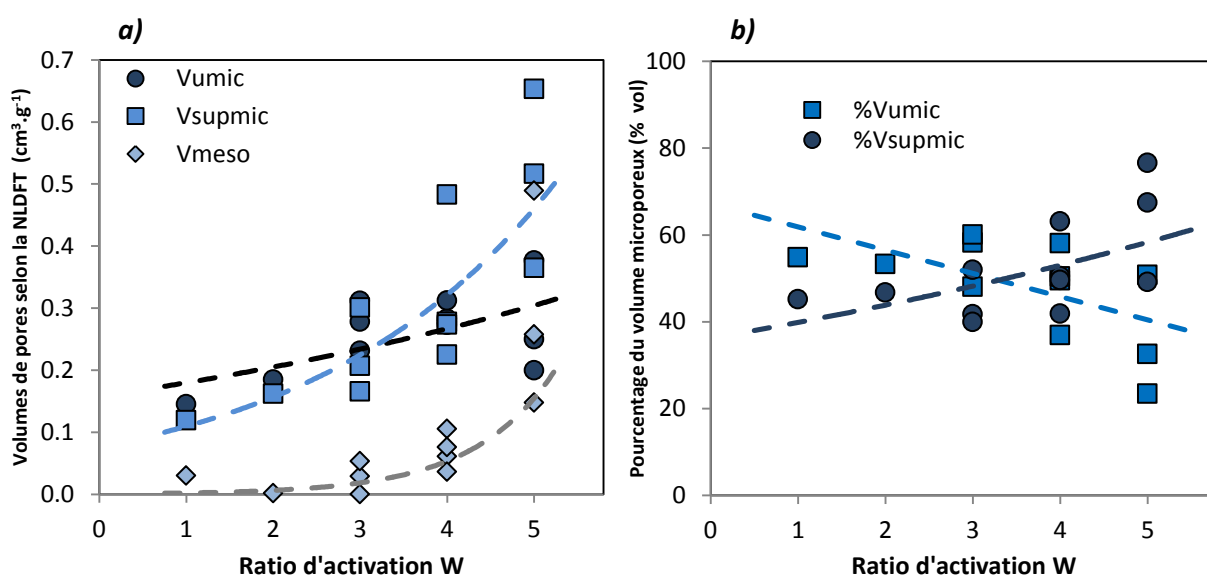 a)
Volumes de pores selon la NLDFT (cm³.g⁻¹)
0.7
0.6
0.5
0.4
0.3
0.2
0.1
0.0
Vumic
Vsupmic
Vmeso
0 1 2 3 4 5
Ratio d'activation W
b)
Pourcentage du volume microporeux (% vol)
100
80
60
40
20
0
%Vumic
%Vsupmic
0 1 2 3 4 5
Ratio d'activation W